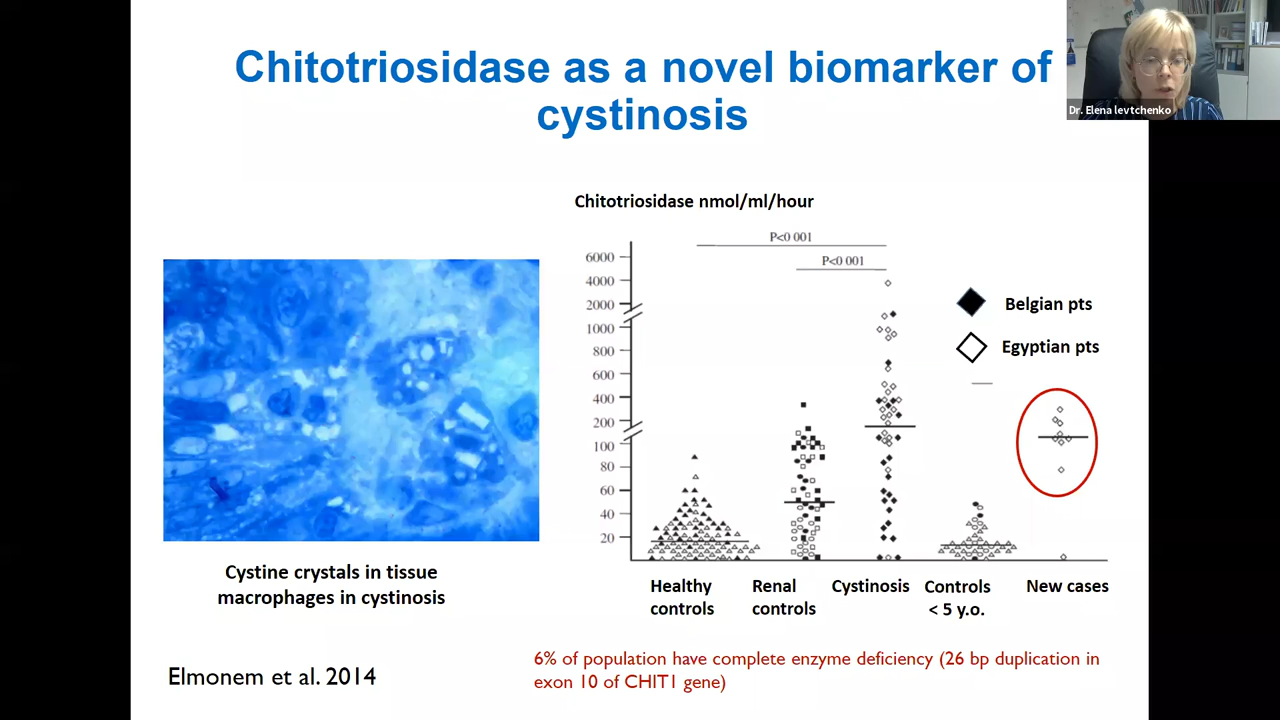 Chitotriosidase as a novel biomarker of
cystinosis
Dr. Elena levtchenko
Chitotriosidase nmol/ml/hour
P<0 001
P<0 001
6000
4000
2000
1000
800
600
400
200
100
80
60
40
20
Belgian pts
Egyptian pts
Healthy
controls
Renal
controls
Cystinosis
Controls
< 5 y.o.
New cases
Cystine crystals in tissue
macrophages in cystinosis
Elmonem et al. 2014
6% of population have complete enzyme deficiency (26 bp duplication in
exon 10 of CHIT1 gene)